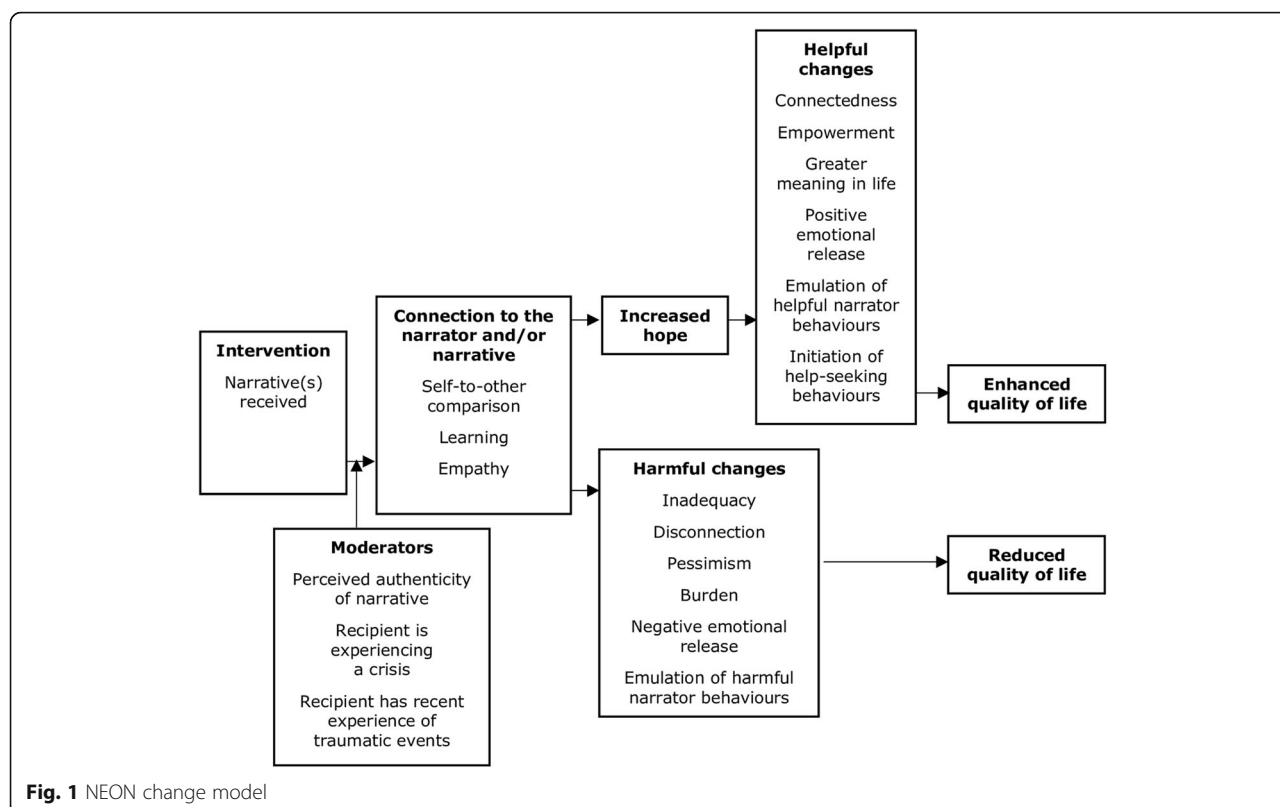 Intervention
Narrative(s)
received
Moderators
Perceived authenticity
of narrative
Recipient is
experiencing
a crisis
Recipient has recent
experience of
traumatic events
Connection to the
narrator and/or
narrative
Self-to-other
comparison
Learning
Empathy
Increased
hope
Helpful
changes
Connectedness
Empowerment
Greater
meaning in life
Positive
emotional
release
Emulation of
helpful narrator
behaviours
Initiation of
help-seeking
behaviours
Enhanced
quality of life
Harmful changes
Inadequacy
Disconnection
Pessimism
Burden
Negative emotional
release
Emulation of harmful
narrator behaviours
Reduced
quality of life
Fig. 1 NEON change model